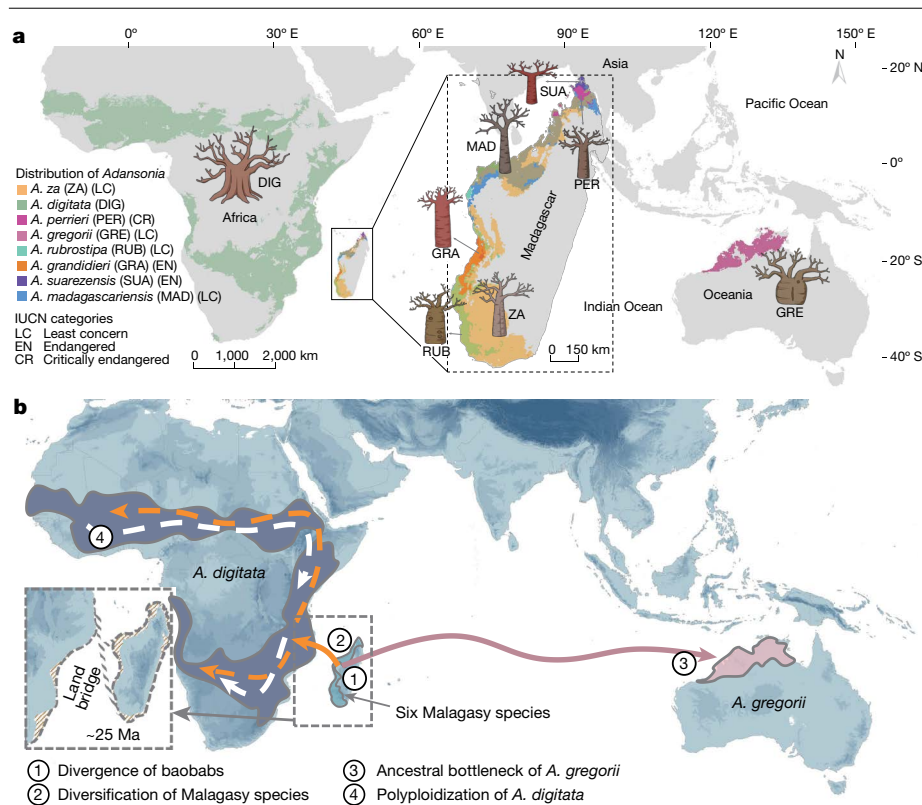 a
0°
30° E
60° E
90° E
120° E
150° E
N
20° N
Asia
Pacific Ocean
SUA
MAD
PER
0°
Distribution of Adansonia
A. za (ZA) (LC)
A. digitata (DIG)
A. perrieri (PER) (CR)
A. gregorii (GRE) (LC)
A. rubrostipa (RUB) (LC)
A. grandidieri (GRA) (EN)
A. suarezensis (SUA) (EN)
A. madagascariensis (MAD) (LC)
DIG
Africa
GRA
Madagascar
20° S
Oceania
GRE
Indian Ocean
ZA
RUB
IUCN categories
LC Least concern
EN Endangered
CR Critically endangered
0 1,000 2,000 km
0 150 km
40° S
b
4
A. digitata
2
1
3
Land bridge
~25 Ma
Six Malagasy species
A. gregorii
1 Divergence of baobabs
2 Diversification of Malagasy species
3 Ancestral bottleneck of A. gregorii
4 Polyploidization of A. digitata